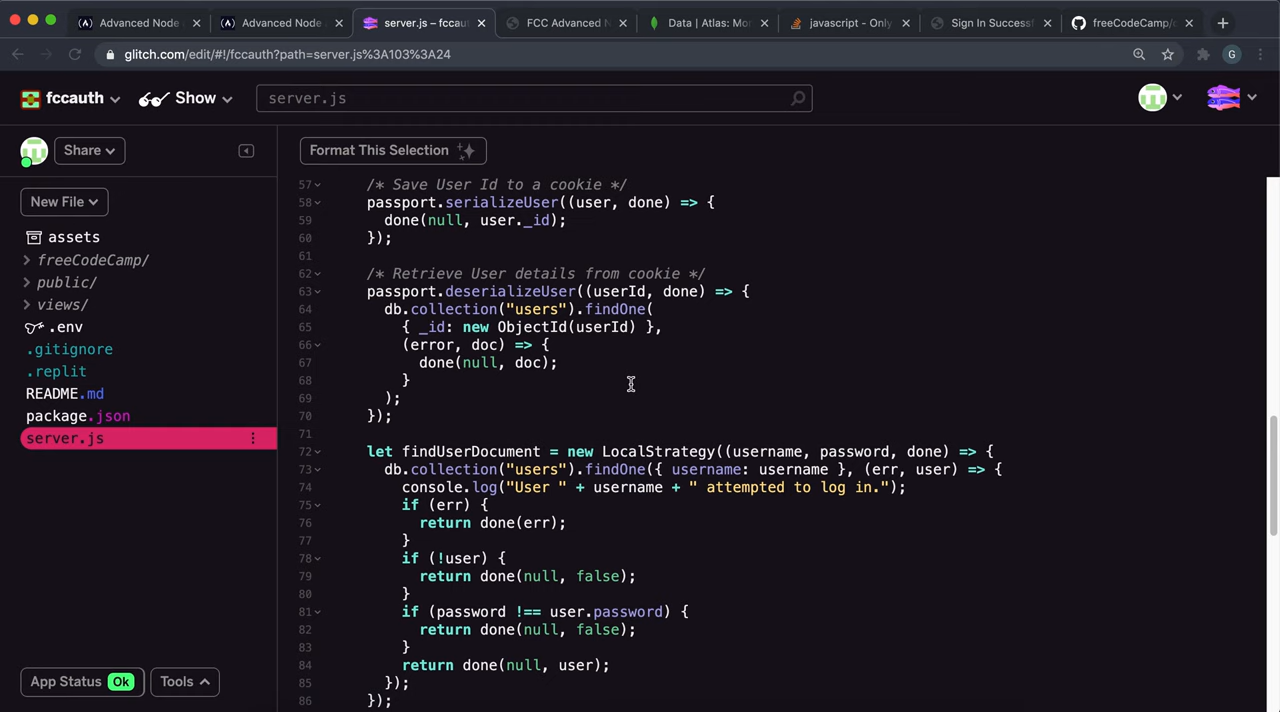 Advanced Node
Advanced Node
server.js – fccau
FCC Advanced N
Data | Atlas: Mo
javascript - Only
Sign In Successf
freeCodeCamp/
glitch.com/edit/#!/fccauth?path=server.js%3A103%3A24
G
fccauth
Show
server.js
Share
Format This Selection
New File
assets
freeCodeCamp/
public/
views/
.env
.gitignore
.replit
README.md
package.json
server.js
App Status Ok
Tools
57 /* Save User Id to a cookie */
58 passport.serializeUser((user, done) => {
59 done(null, user._id);
60 });
61
62 /* Retrieve User details from cookie */
63 passport.deserializeUser((userId, done) => {
64 db.collection("users").findOne(
65 { _id: new ObjectId(userId) },
66 (error, doc) => {
67 done(null, doc);
68 }
69 );
70 });
71
72 let findUserDocument = new LocalStrategy((username, password, done) => {
73 db.collection("users").findOne({ username: username }, (err, user) => {
74 console.log("User " + username + " attempted to log in.");
75 if (err) {
76 return done(err);
77 }
78 if (!user) {
79 return done(null, false);
80 }
81 if (password !== user.password) {
82 return done(null, false);
83 }
84 return done(null, user);
85 });
86 });